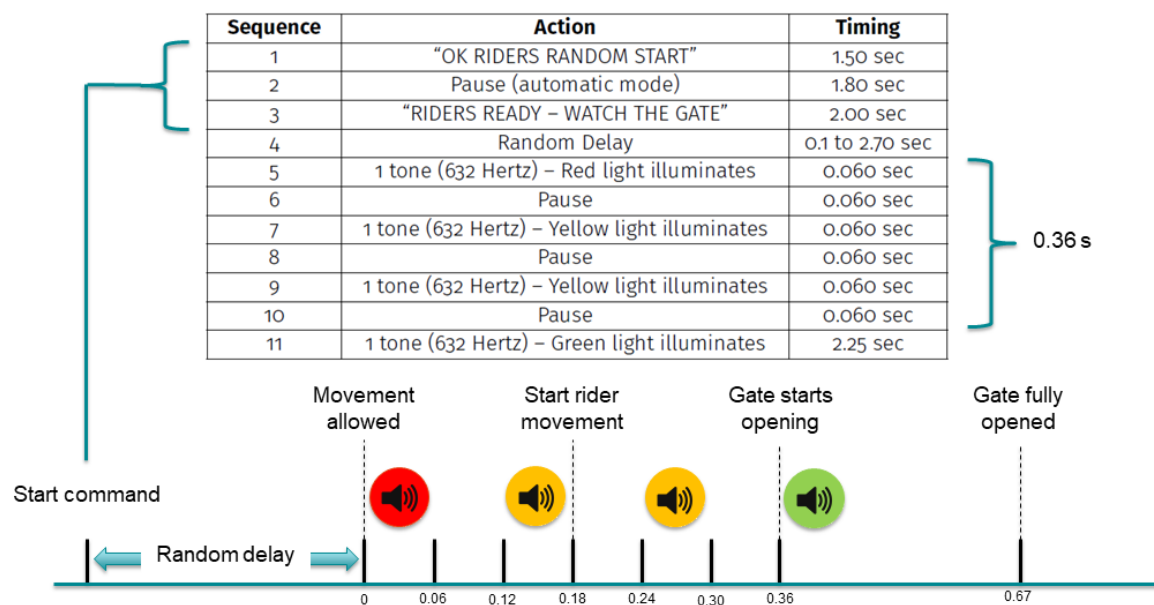 Sequence Action Timing
1 “OK RIDERS RANDOM START” 1.50 sec
2 Pause (automatic mode) 1.80 sec
3 “RIDERS READY – WATCH THE GATE” 2.00 sec
4 Random Delay 0.1 to 2.70 sec
5 1 tone (632 Hertz) – Red light illuminates 0.060 sec
6 Pause 0.060 sec
7 1 tone (632 Hertz) – Yellow light illuminates 0.060 sec
8 Pause 0.060 sec
9 1 tone (632 Hertz) – Yellow light illuminates 0.060 sec
10 Pause 0.060 sec
11 1 tone (632 Hertz) – Green light illuminates 2.25 sec
0.36 s
Movement
allowed
Start rider
movement
Gate starts
opening
Gate fully
opened
Start command
Random delay
0 0.06 0.12 0.18 0.24 0.30 0.36 0.67